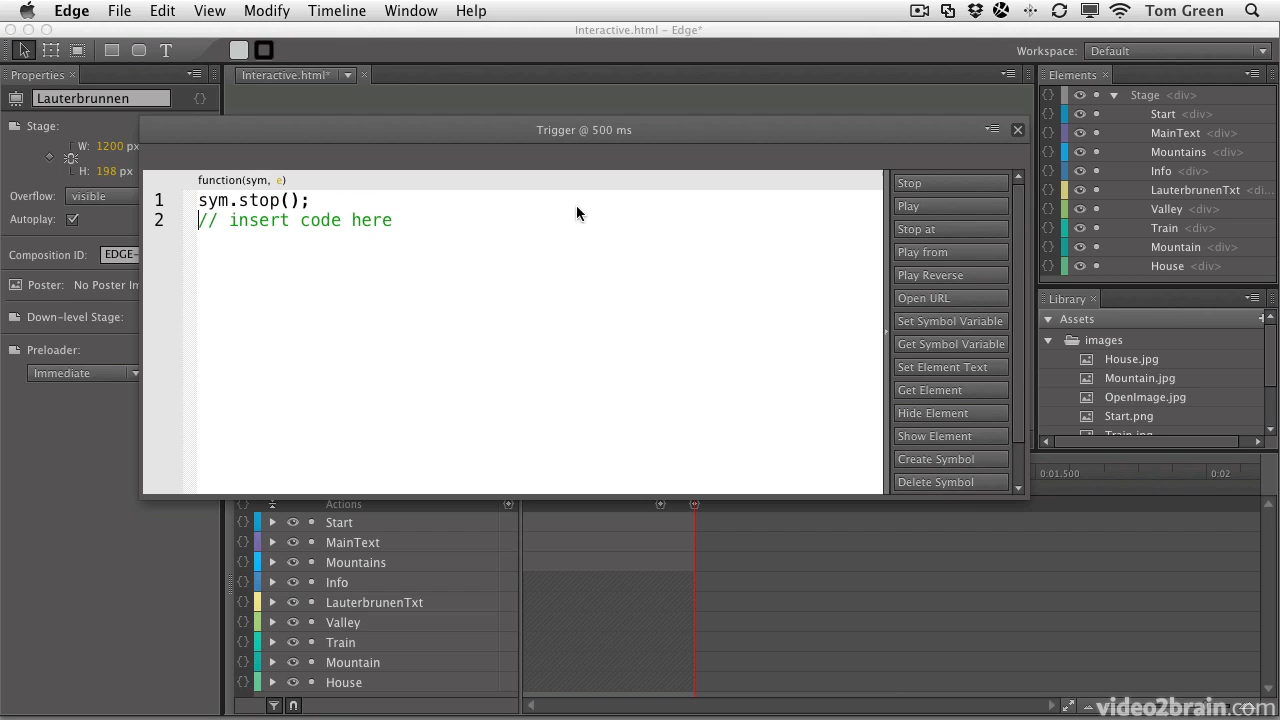 Edge File Edit View Modify Timeline Window Help Tom Green
Interactive.html – Edge*
T Workspace: Default
Properties × Interactive.html* × Elements ×
Lauterbrunnen {}
Stage <div>
Start <div>
MainText <div>
Mountains <div>
Info <div>
LauterbrunenTxt <div>
Valley <div>
Train <div>
Mountain <div>
House <div>
Stage:
W: 1200 px
H: 198 px
Overflow: visible
Autoplay:
Composition ID: EDGE-
Poster: No Poster Im
Down-level Stage:
Preloader:
Immediate
Trigger @ 500 ms
function(sym, e)
1 sym.stop();
2 // insert code here
Stop
Play
Stop at
Play from
Play Reverse
Open URL
Set Symbol Variable
Get Symbol Variable
Set Element Text
Get Element
Hide Element
Show Element
Create Symbol
Delete Symbol
Library ×
Assets
images
House.jpg
Mountain.jpg
OpenImage.jpg
Start.png
Train.jpg
0:01.500 0:02
Actions
Start
MainText
Mountains
Info
LauterbrunenTxt
Valley
Train
Mountain
House
video2brain.com